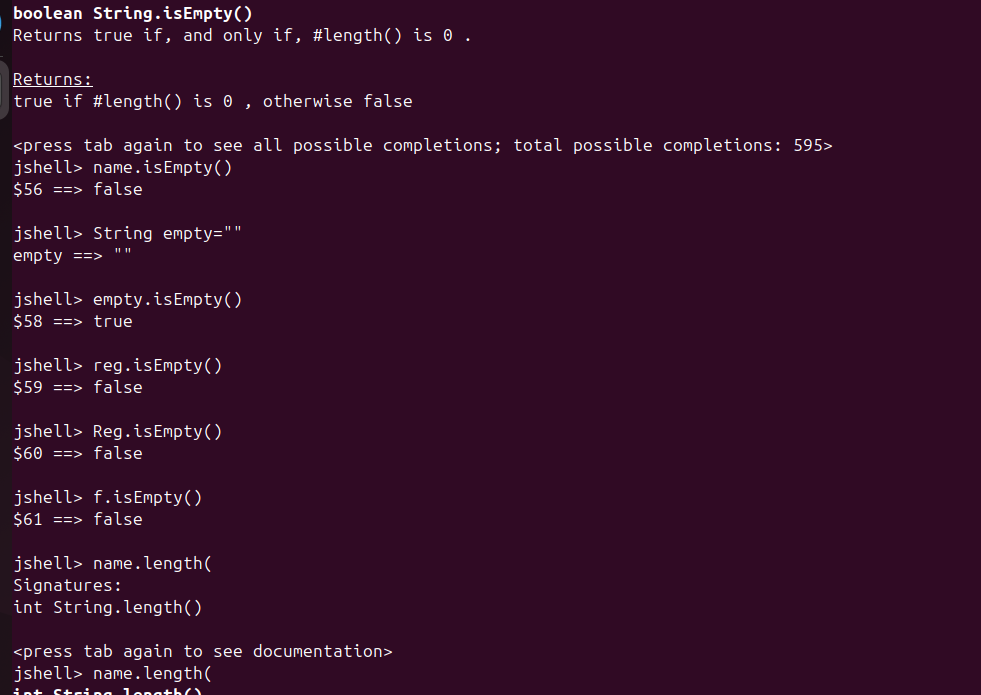 boolean String.isEmpty()
Returns true if, and only if, #length() is 0 .
Returns:
true if #length() is 0 , otherwise false
<press tab again to see all possible completions; total possible completions: 595>
jshell> name.isEmpty()
$56 ==> false
jshell> String empty=""
empty ==> ""
jshell> empty.isEmpty()
$58 ==> true
jshell> reg.isEmpty()
$59 ==> false
jshell> Reg.isEmpty()
$60 ==> false
jshell> f.isEmpty()
$61 ==> false
jshell> name.length(
Signatures:
int String.length()
<press tab again to see documentation>
jshell> name.length(
int String.length()